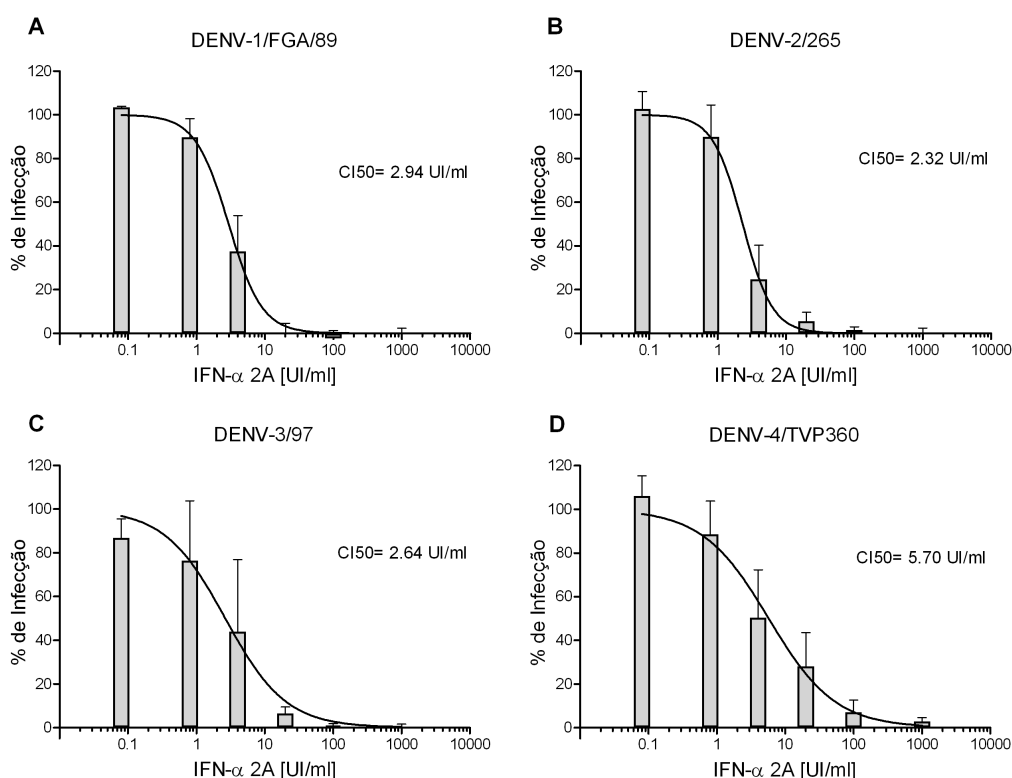 A
DENV-1/FGA/89
120
100
80
60
40
20
0
% de Infecção
CI50= 2.94 UI/ml
0.1 1 10 100 1000 10000
IFN-α 2A [UI/ml]
B
DENV-2/265
120
100
80
60
40
20
0
% de Infecção
CI50= 2.32 UI/ml
0.1 1 10 100 1000 10000
IFN-α 2A [UI/ml]
C
DENV-3/97
120
100
80
60
40
20
0
% de Infecção
CI50= 2.64 UI/ml
0.1 1 10 100 1000 10000
IFN-α 2A [UI/ml]
D
DENV-4/TVP360
120
100
80
60
40
20
0
% de Infecção
CI50= 5.70 UI/ml
0.1 1 10 100 1000 10000
IFN-α 2A [UI/ml]